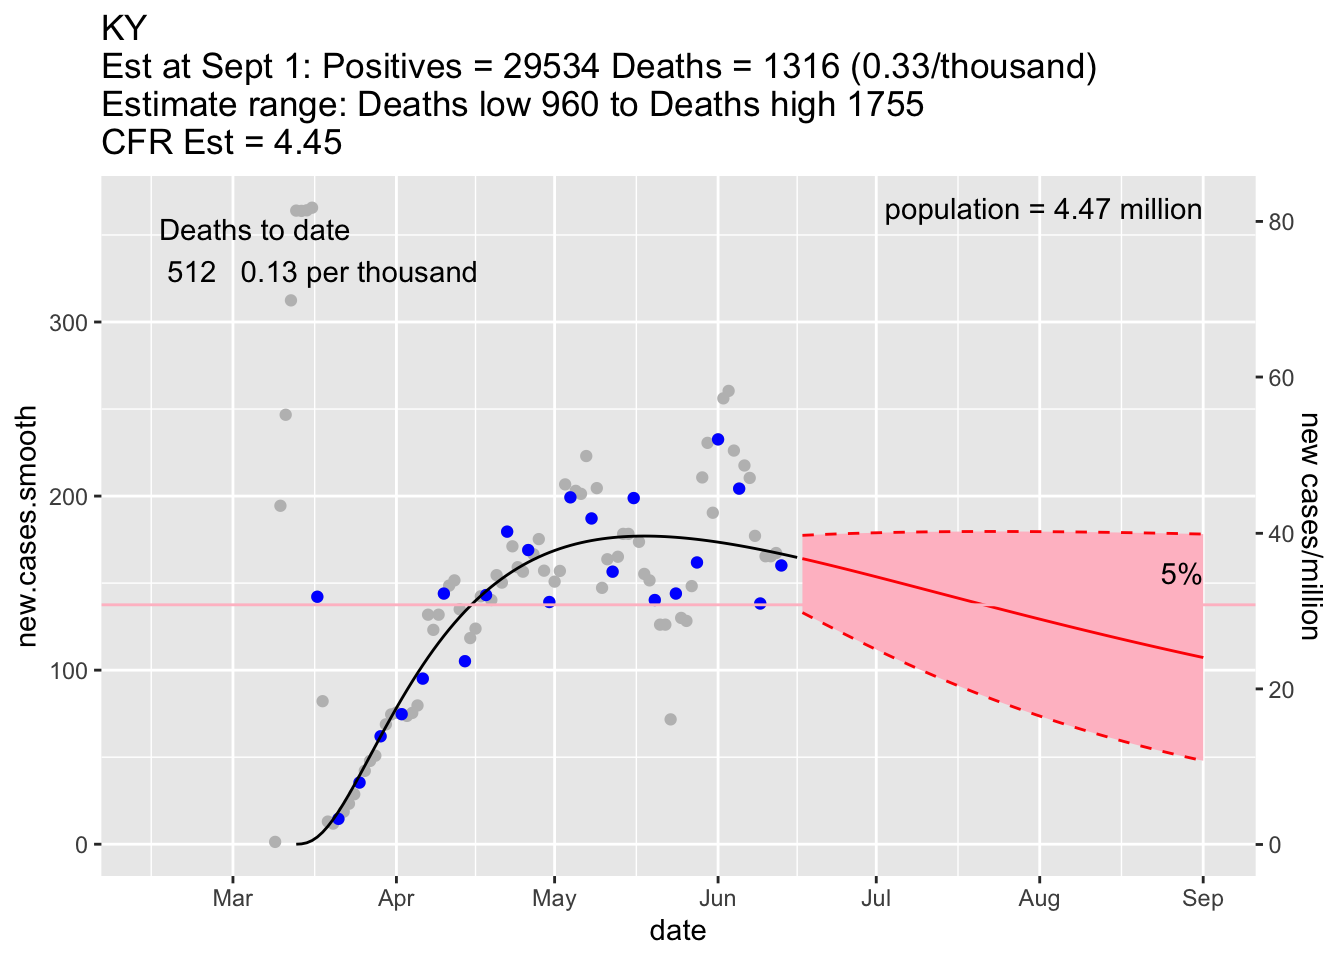 KY
Est at Sept 1: Positives = 29534 Deaths = 1316 (0.33/thousand)
Estimate range: Deaths low 960 to Deaths high 1755
CFR Est = 4.45
Deaths to date
512 0.13 per thousand
population = 4.47 million
5%
new.cases.smooth
300
200
100
0
80
60
40
20
0
new cases/million
Mar Apr May Jun Jul Aug Sep
date